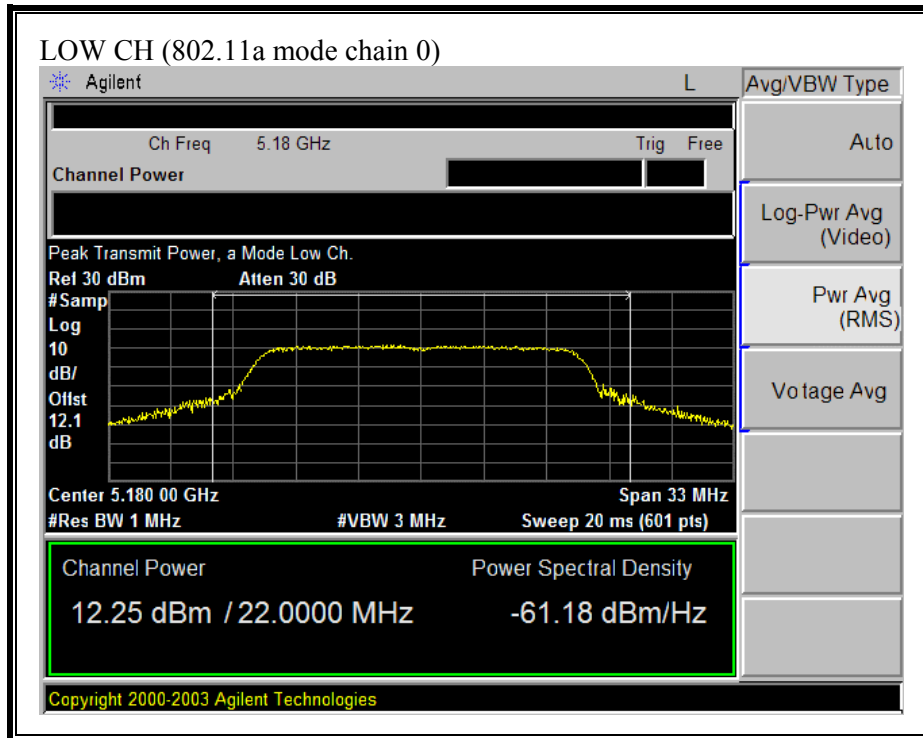 LOW CH (802.11a mode chain 0)
Agilent L Avg/VBW Type
Ch Freq 5.18 GHz Trig Free
Channel Power
Auto
Log-Pwr Avg
(Video)
Pwr Avg
(RMS)
Voltage Avg
Peak Transmit Power, a Mode Low Ch.
Ref 30 dBm Atten 30 dB
#Samp
Log
10
dB/
Offst
12.1
dB
Center 5.180 00 GHz Span 33 MHz
#Res BW 1 MHz #VBW 3 MHz Sweep 20 ms (601 pts)
Channel Power Power Spectral Density
12.25 dBm / 22.0000 MHz -61.18 dBm/Hz
Copyright 2000-2003 Agilent Technologies